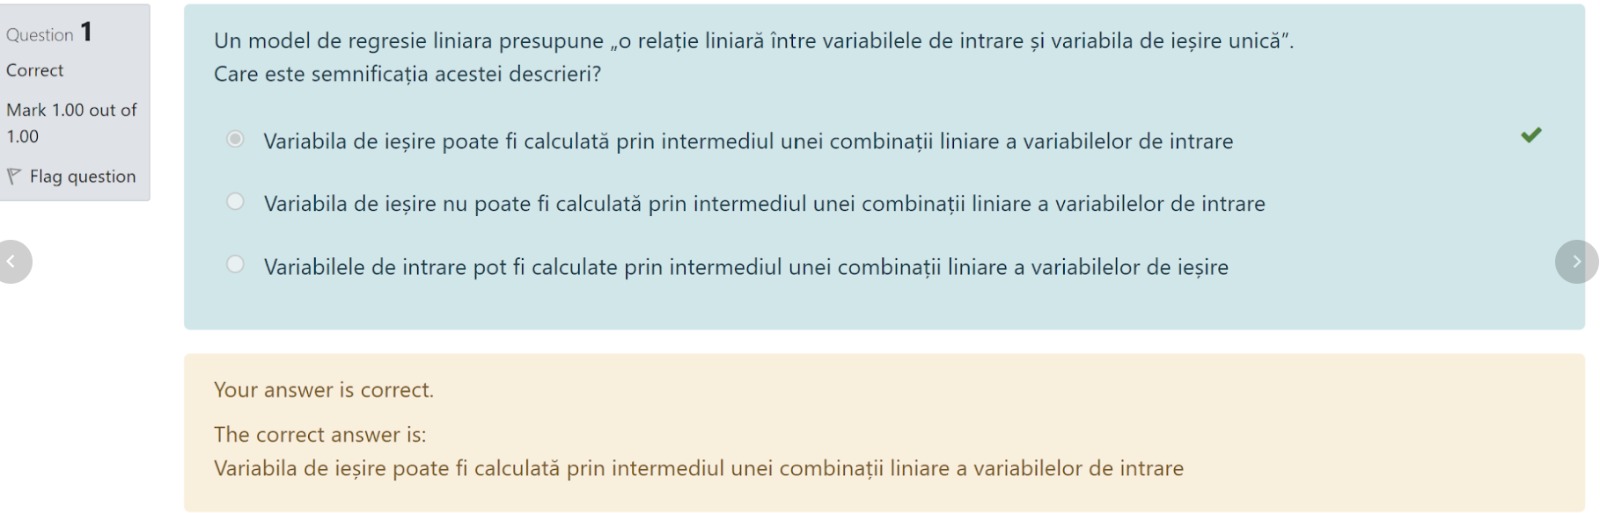 Question 1
Correct
Mark 1.00 out of
1.00
Flag question
Un model de regresie liniara presupune „o relație liniară între variabilele de intrare și variabila de ieșire unică”.
Care este semnificația acestei descrieri?
Variabila de ieșire poate fi calculată prin intermediul unei combinații liniare a variabilelor de intrare
Variabila de ieșire nu poate fi calculată prin intermediul unei combinații liniare a variabilelor de intrare
Variabilele de intrare pot fi calculate prin intermediul unei combinații liniare a variabilelor de ieșire
Your answer is correct.
The correct answer is:
Variabila de ieșire poate fi calculată prin intermediul unei combinații liniare a variabilelor de intrare